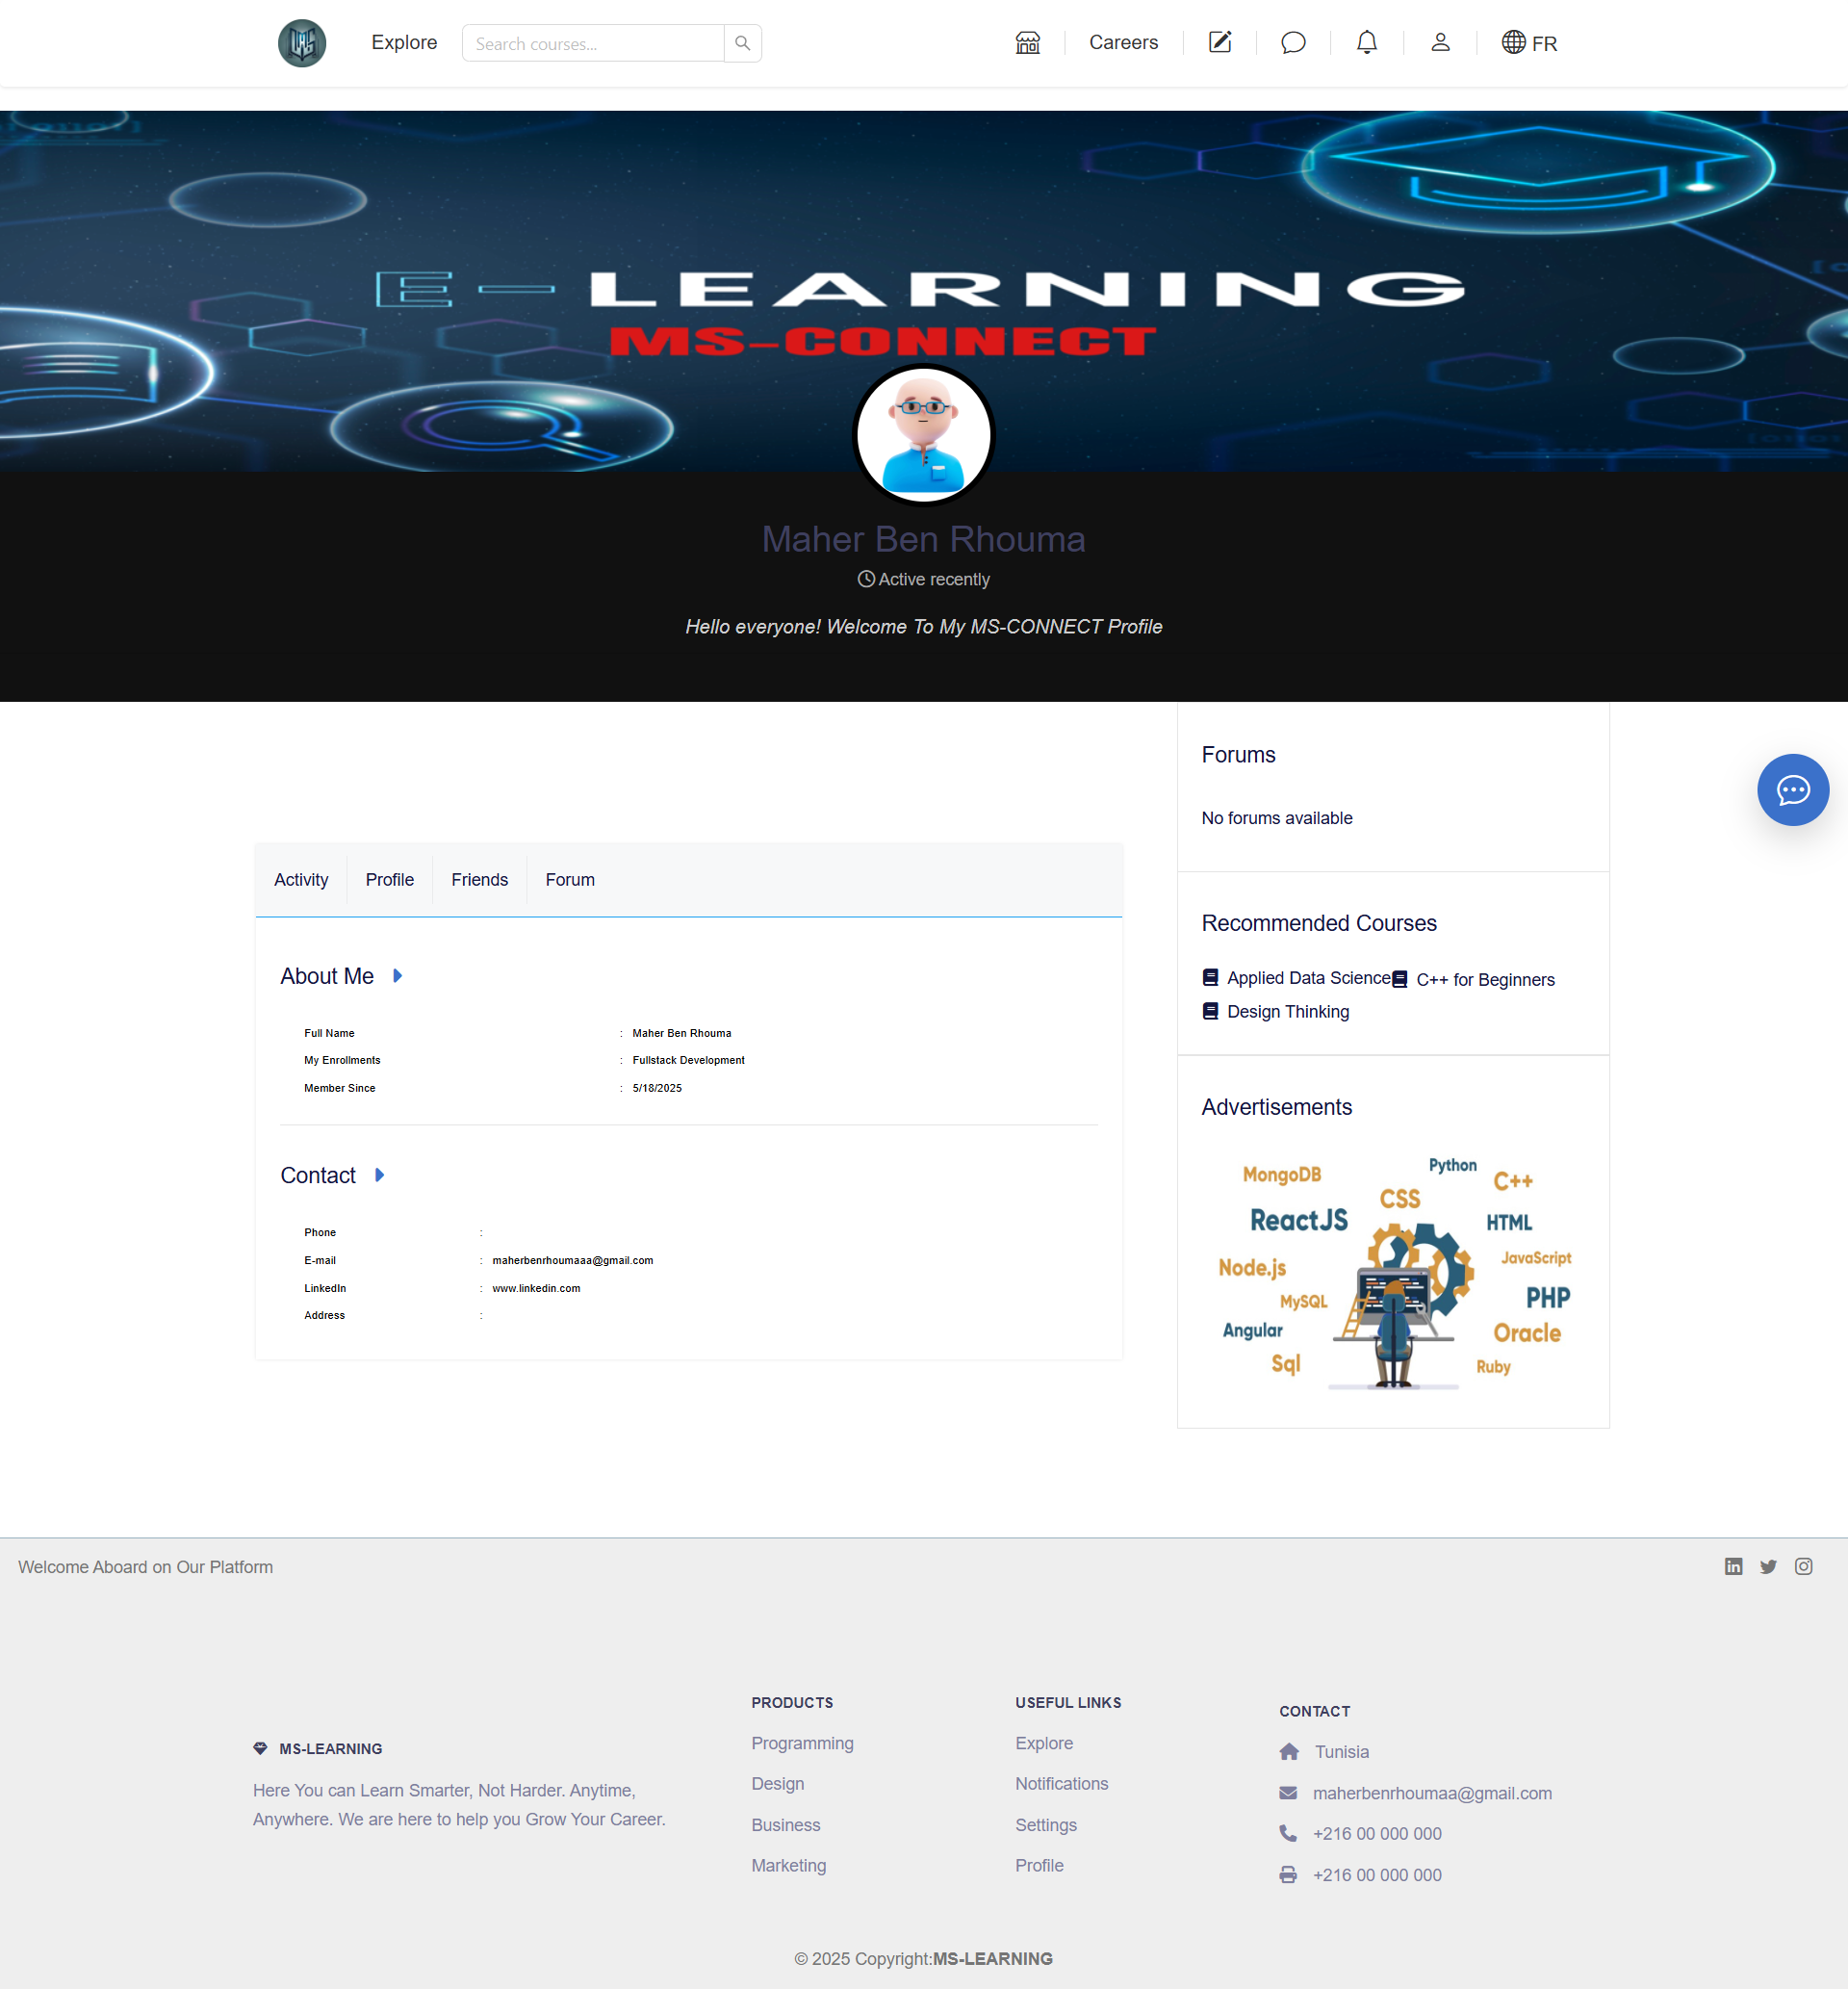 Explore
Search courses...
Careers
FR
E-LEARNING
MS-CONNECT
Maher Ben Rhouma
Active recently
Hello everyone! Welcome To My MS-CONNECT Profile
Activity
Profile
Friends
Forum
About Me
Full Name : Maher Ben Rhouma
My Enrollments : Fullstack Development
Member Since : 5/18/2025
Contact
Phone :
E-mail : maherbenrhoumaaa@gmail.com
LinkedIn : www.linkedin.com
Address :
Forums
No forums available
Recommended Courses
Applied Data Science
C++ for Beginners
Design Thinking
Advertisements
Python
MongoDB
C++
CSS
ReactJS
HTML
JavaScript
Node.js
MySQL
PHP
Angular
Oracle
Sql
Ruby
Welcome Aboard on Our Platform
MS-LEARNING
Here You can Learn Smarter, Not Harder. Anytime,
Anywhere. We are here to help you Grow Your Career.
PRODUCTS
Programming
Design
Business
Marketing
USEFUL LINKS
Explore
Notifications
Settings
Profile
CONTACT
Tunisia
maherbenrhoumaa@gmail.com
+216 00 000 000
+216 00 000 000
© 2025 Copyright:MS-LEARNING